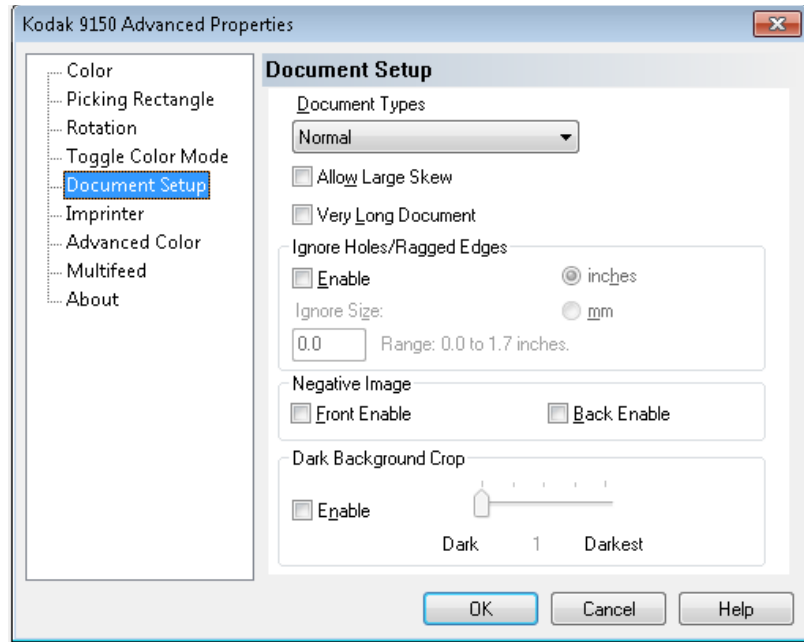 Kodak 9150 Advanced Properties
Color
Picking Rectangle
Rotation
Toggle Color Mode
Document Setup
Imprinter
Advanced Color
Multifeed
About
Document Setup
Document Types
Normal
Allow Large Skew
Very Long Document
Ignore Holes/Ragged Edges
Enable
inches
Ignore Size:
mm
0.0 Range: 0.0 to 1.7 inches.
Negative Image
Front Enable
Back Enable
Dark Background Crop
Enable
Dark 1 Darkest
OK Cancel Help